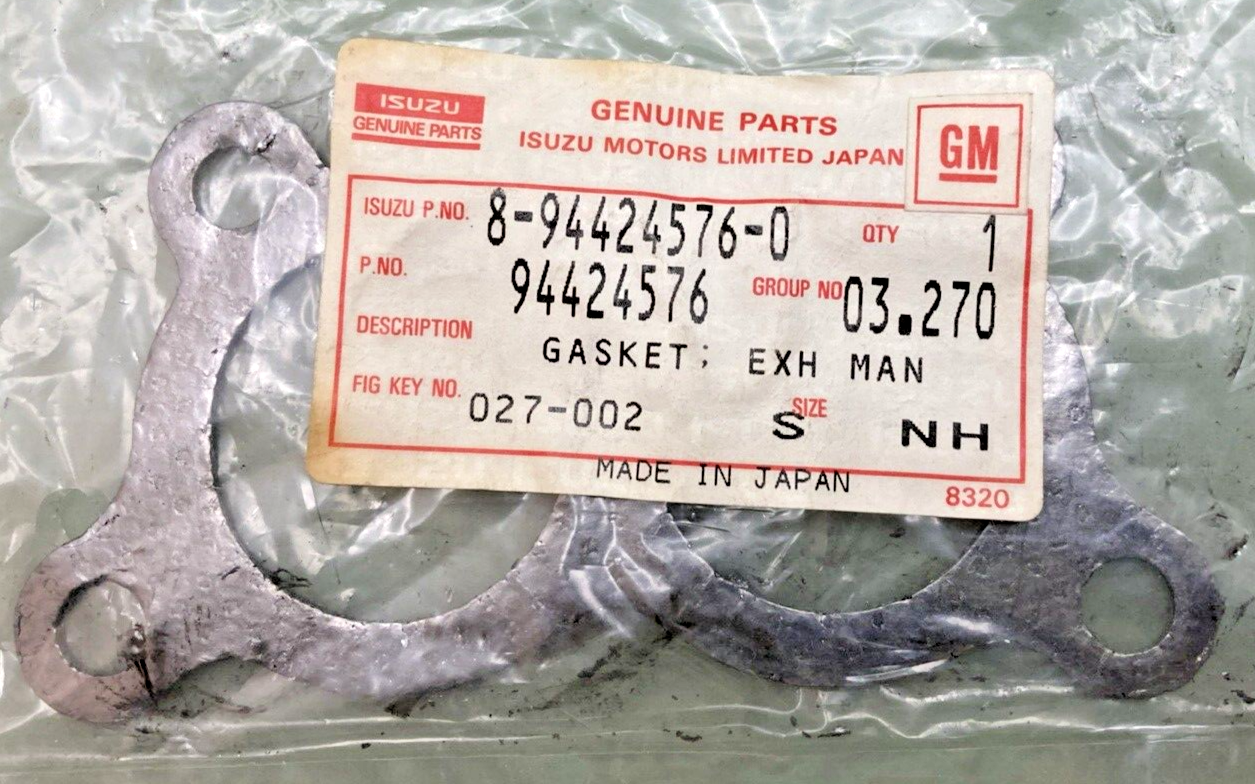 ISUZU
GENUINE PARTS
GENUINE PARTS
ISUZU MOTORS LIMITED JAPAN
GM
ISUZU P.NO. 8-94424576-0 QTY 1
P.NO. 94424576 GROUP NO 03.270
DESCRIPTION GASKET; EXH MAN
FIG KEY NO. 027-002 SIZE S NH
MADE IN JAPAN
8320